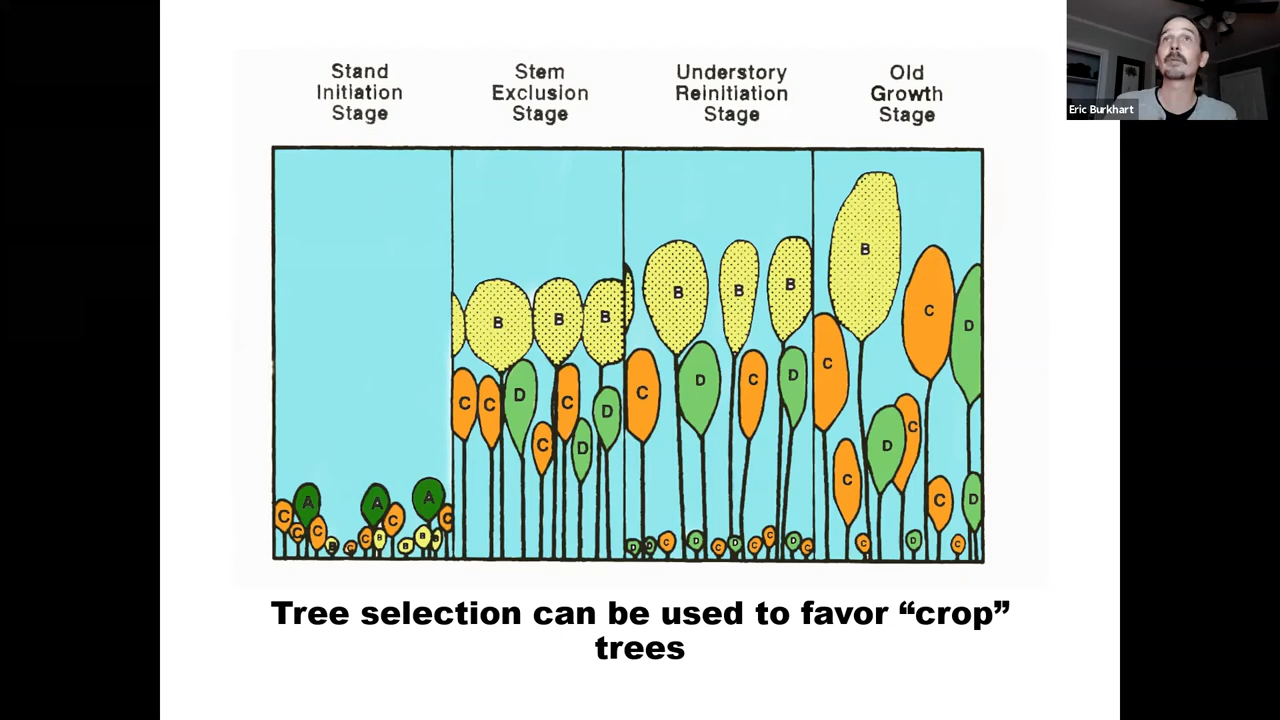 Stand
Initiation
Stage
Stem
Exclusion
Stage
Understory
Reinitiation
Stage
Old
Growth
Stage
Eric Burkhart
B
B
C
C
D
B
B
B
B
B
B
C
D
C
C
D
C
D
C
D
C
D
C
C
D
C
D
C
C
D
A
A
A
C
C
C
C
C
C
C
B
B
B
B
B
D
D
C
D
C
D
C
C
D
C
C
D
C
Tree selection can be used to favor “crop”
trees